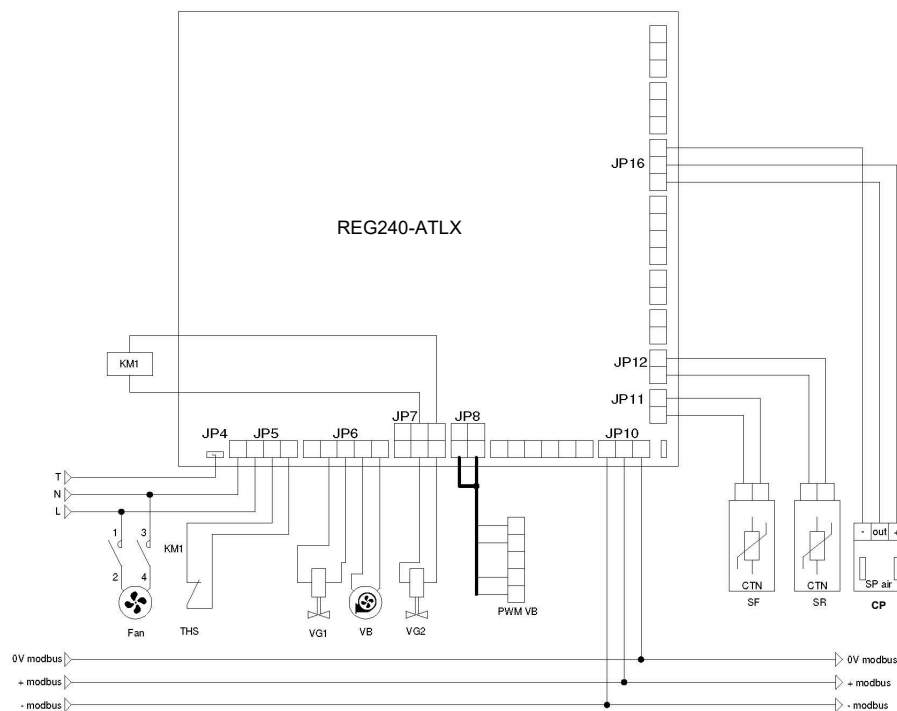 JP16
REG240-ATLX
KM1
JP12
JP11
JP7
JP8
JP4
JP5
JP6
JP10
T
N
L
1
3
KM1
2
4
Fan
THS
VG1
VB
VG2
PWM VB
CTN
SF
CTN
SR
- out +
SP air
CP
0V modbus
0V modbus
+ modbus
+ modbus
- modbus
- modbus